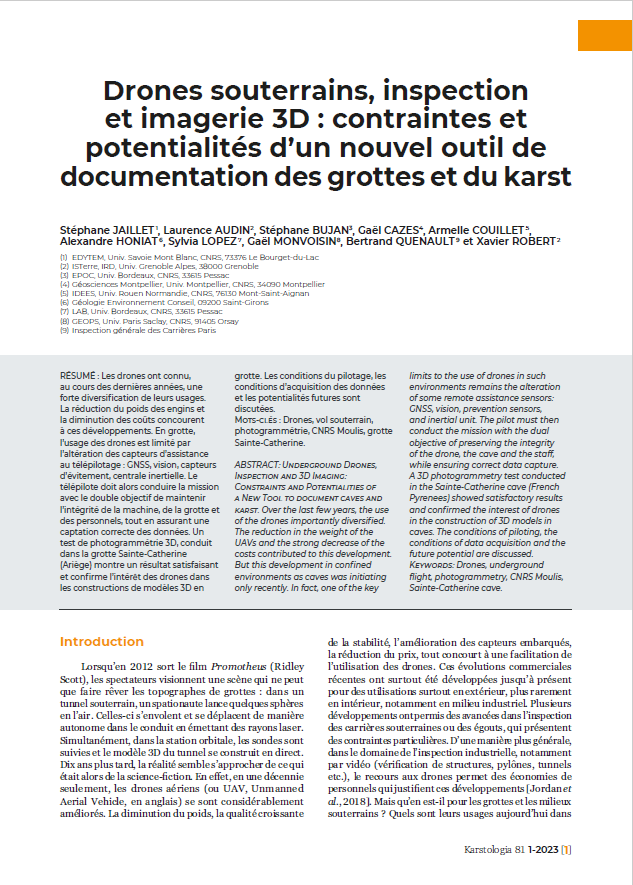 Drones souterrains, inspection
et imagerie 3D : contraintes et
potentialités d'un nouvel outil de
documentation des grottes et du karst
Stéphane JAILLET¹, Laurence AUDIN², Stéphane BUJAN³, Gaël CAZES⁴, Armelle COUILLET⁵,
Alexandre HONIAT⁶, Sylvia LOPEZ⁷, Gaël MONVOISIN⁸, Bertrand QUENAULT⁹ et Xavier ROBERT²
(1) EDYTEM, Univ. Savoie Mont Blanc, CNRS, 73376 Le Bourget-du-Lac
(2) ISTerre, IRD, Univ. Grenoble Alpes, 38000 Grenoble
(3) EPOC, Univ. Bordeaux, CNRS, 33615 Pessac
(4) Géosciences Montpellier, Univ. Montpellier, CNRS, 34090 Montpellier
(5) IDEES, Univ. Rouen Normandie, CNRS, 76130 Mont-Saint-Aignan
(6) Géologie Environnement Conseil, 09200 Saint-Girons
(7) LAB, Univ. Bordeaux, CNRS, 33615 Pessac
(8) GEOPS, Univ. Paris Saclay, CNRS, 91405 Orsay
(9) Inspection générale des Carrières Paris
RÉSUMÉ : Les drones ont connu,
au cours des dernières années, une
forte diversification de leurs usages.
La réduction du poids des engins et
la diminution des coûts concourent
à ces développements. En grotte,
l'usage des drones est limité par
l'altération des capteurs d'assistance
au télépilotage : GNSS, vision, capteurs
d'évitement, centrale inertielle. Le
télépilote doit alors conduire la mission
avec le double objectif de maintenir
l'intégrité de la machine, de la grotte et
des personnels, tout en assurant une
captation correcte des données. Un
test de photogrammétrie 3D, conduit
dans la grotte Sainte-Catherine
(Ariège) montre un résultat satisfaisant
et confirme l'intérêt des drones dans
les constructions de modèles 3D en
grotte. Les conditions du pilotage, les
conditions d'acquisition des données
et les potentialités futures sont
discutées.
MOTS-CLÉS : Drones, vol souterrain,
photogrammétrie, CNRS Moulis, grotte
Sainte-Catherine.
ABSTRACT: UNDERGROUND DRONES,
INSPECTION AND 3D IMAGING:
CONSTRAINTS AND POTENTIALITIES OF
A NEW TOOL TO DOCUMENT CAVES AND
KARST. Over the last few years, the use
of the drones importantly diversified.
The reduction in the weight of the
UAVs and the strong decrease of the
costs contributed to this development.
But this development in confined
environments as caves was initiating
only recently. In fact, one of the key
limits to the use of drones in such
environments remains the alteration
of some remote assistance sensors:
GNSS, vision, prevention sensors,
and inertial unit. The pilot must then
conduct the mission with the dual
objective of preserving the integrity
of the drone, the cave and the staff,
while ensuring correct data capture.
A 3D photogrammetry test conducted
in the Sainte-Catherine cave (French
Pyrenees) showed satisfactory results
and confirmed the interest of drones
in the construction of 3D models in
caves. The conditions of piloting, the
conditions of data acquisition and the
future potential are discussed.
KEYWORDS: Drones, underground
flight, photogrammetry, CNRS Moulis,
Sainte-Catherine cave.
Introduction
Lorsqu'en 2012 sort le film Promotheus (Ridley
Scott), les spectateurs visionnent une scène qui ne peut
que faire rêver les topographes de grottes : dans un
tunnel souterrain, un spationaute lance quelques sphères
en l'air. Celles-ci s'envolent et se déplacent de manière
autonome dans le conduit en émettant des rayons laser.
Simultanément, dans la station orbitale, les sondes sont
suivies et le modèle 3D du tunnel se construit en direct.
Dix ans plus tard, la réalité semble s'approcher de ce qui
était alors de la science-fiction. En effet, en une décennie
seulement, les drones aériens (ou UAV, Unmanned
Aerial Vehicle, en anglais) se sont considérablement
améliorés. La diminution du poids, la qualité croissante
de la stabilité, l'amélioration des capteurs embarqués,
la réduction du prix, tout concourt à une facilitation de
l'utilisation des drones. Ces évolutions commerciales
récentes ont surtout été développées jusqu'à présent
pour des utilisations surtout en extérieur, plus rarement
en intérieur, notamment en milieu industriel. Plusieurs
développements ont permis des avancées dans l'inspection
des carrières souterraines ou des égouts, qui présentent
des contraintes particulières. D'une manière plus générale,
dans le domaine de l'inspection industrielle, notamment
par vidéo (vérification de structures, pylônes, tunnels
etc.), le recours aux drones permet des économies de
personnels qui justifient ces développements [Jordan et
al., 2018]. Mais qu'en est-il pour les grottes et les milieux
souterrains ? Quels sont leurs usages aujourd'hui dans
Karstologia 81 1-2023 [1]